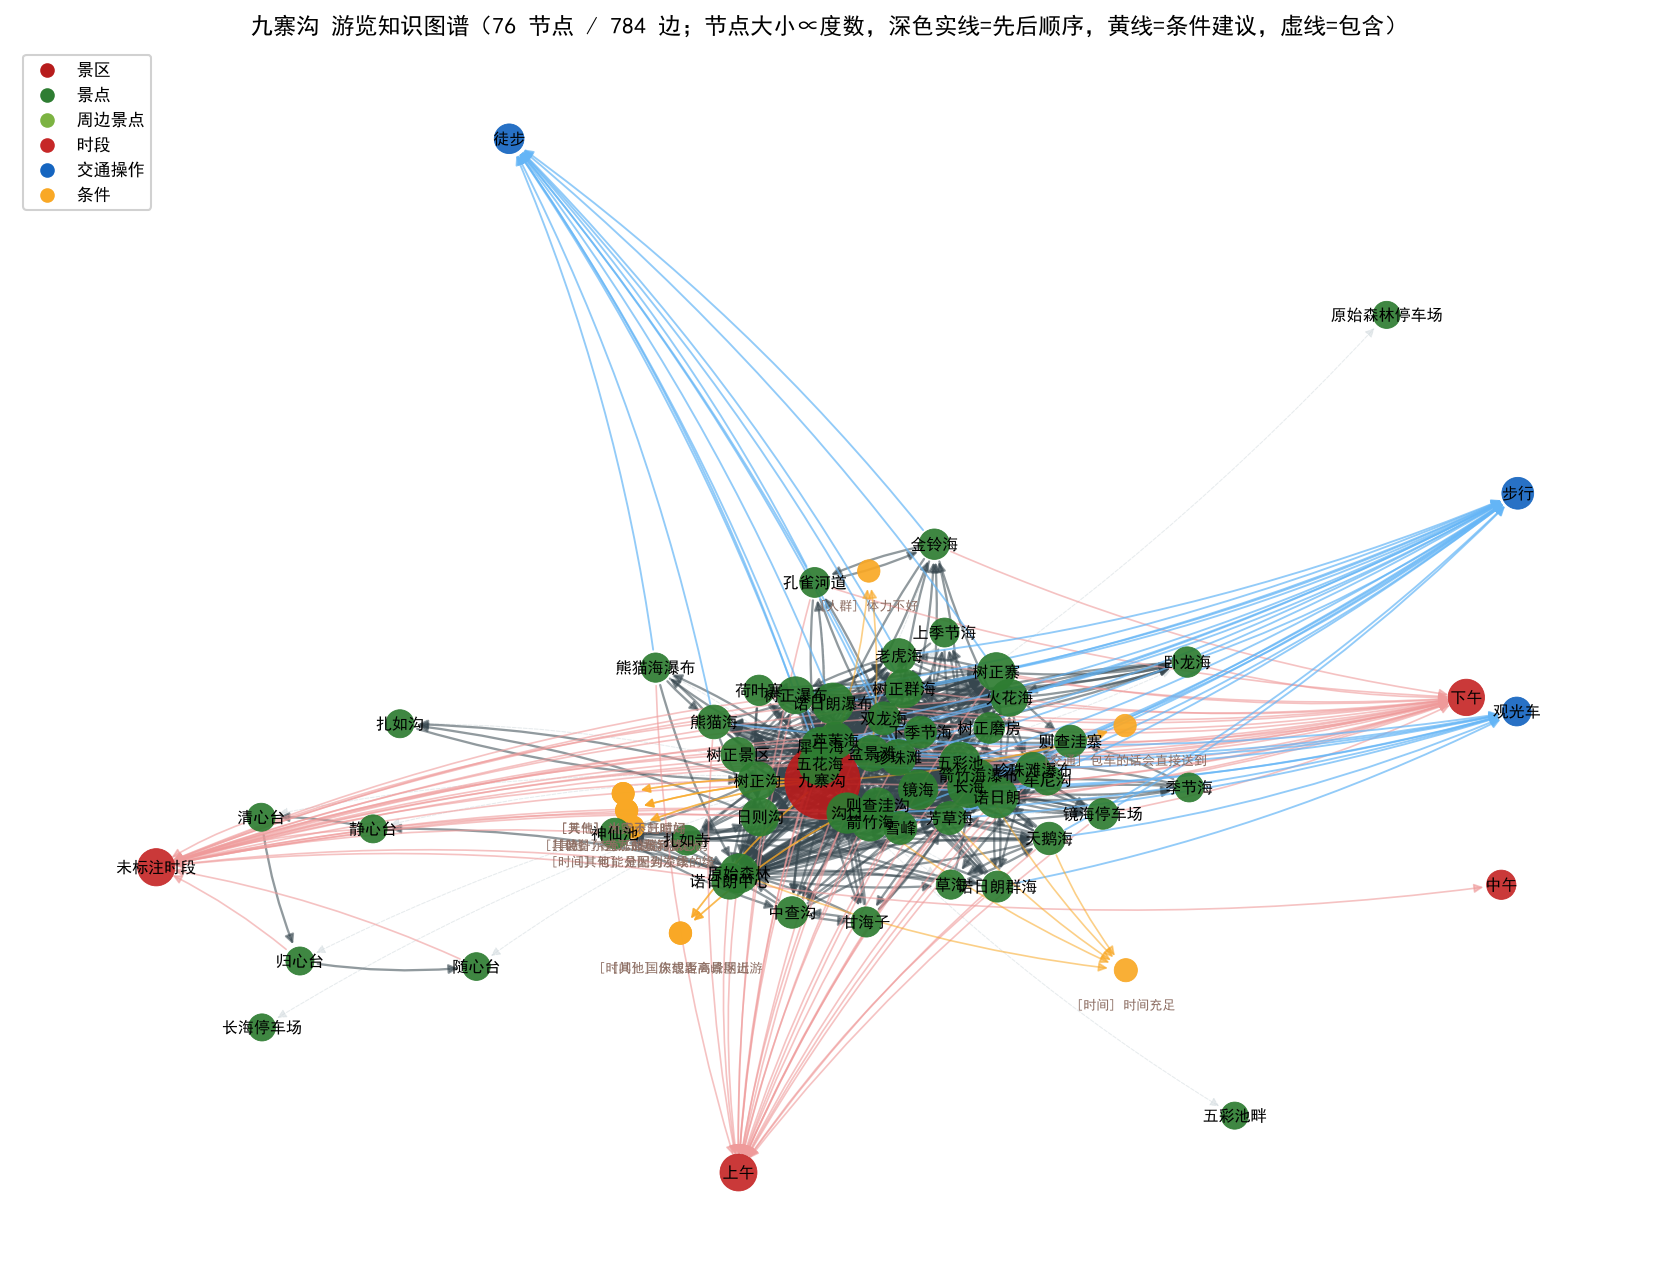 九寨沟 游览知识图谱（76 节点 / 784 边；节点大小∝度数，深色实线=先后顺序，黄线=条件建议，虚线=包含）
景区
景点
周边景点
时段
交通操作
条件
徒步
原始森林停车场
步行
金铃海
孔雀河道
人群］体力不好
上季节海
老虎海
熊猫海瀑布
树正寨
卧龙海
荷叶寨
树正瀑布
树正群海
火花海
下午
诺日朗瀑布
观光车
双龙海
熊猫海
扎如沟
下季节海
树正磨房
则查洼寨
芦苇海
犀牛海
树正景区
盆景滩
珍珠滩
包车的话会直接送到
五花海
五彩池
珍珠滩瀑布
箭竹海瀑布
树正沟
九寨沟
牟尼沟
长海
镜海
季节海
诺日朗
则查洼沟
沟口
镜海停车场
清心台
日则沟
箭竹海
芳草海
雪峰
静心台
神仙池
扎如寺
天鹅海
未标注时段
原始森林
诺日朗中心
草海
诺日朗群海
中午
中查沟
甘海子
归心台
随心台
[时间] 时间充足
长海停车场
五彩池畔
上午